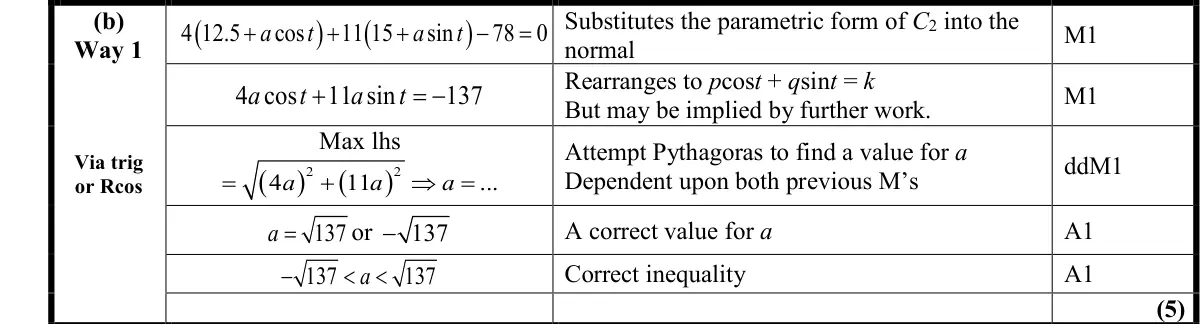 (b)
Way 1
4(12.5 + a cos t) + 11(15 + a sin t) − 78 = 0
Substitutes the parametric form of C₂ into the
normal
M1
4a cos t + 11a sin t = −137
Rearranges to pcost + qsint = k
But may be implied by further work.
M1
Via trig
or Rcos
Max lhs
= √((4a)² + (11a)²) ⇒ a = ...
Attempt Pythagoras to find a value for a
Dependent upon both previous M’s
ddM1
a = √137 or −√137
A correct value for a
A1
−√137 < a < √137
Correct inequality
A1
(5)